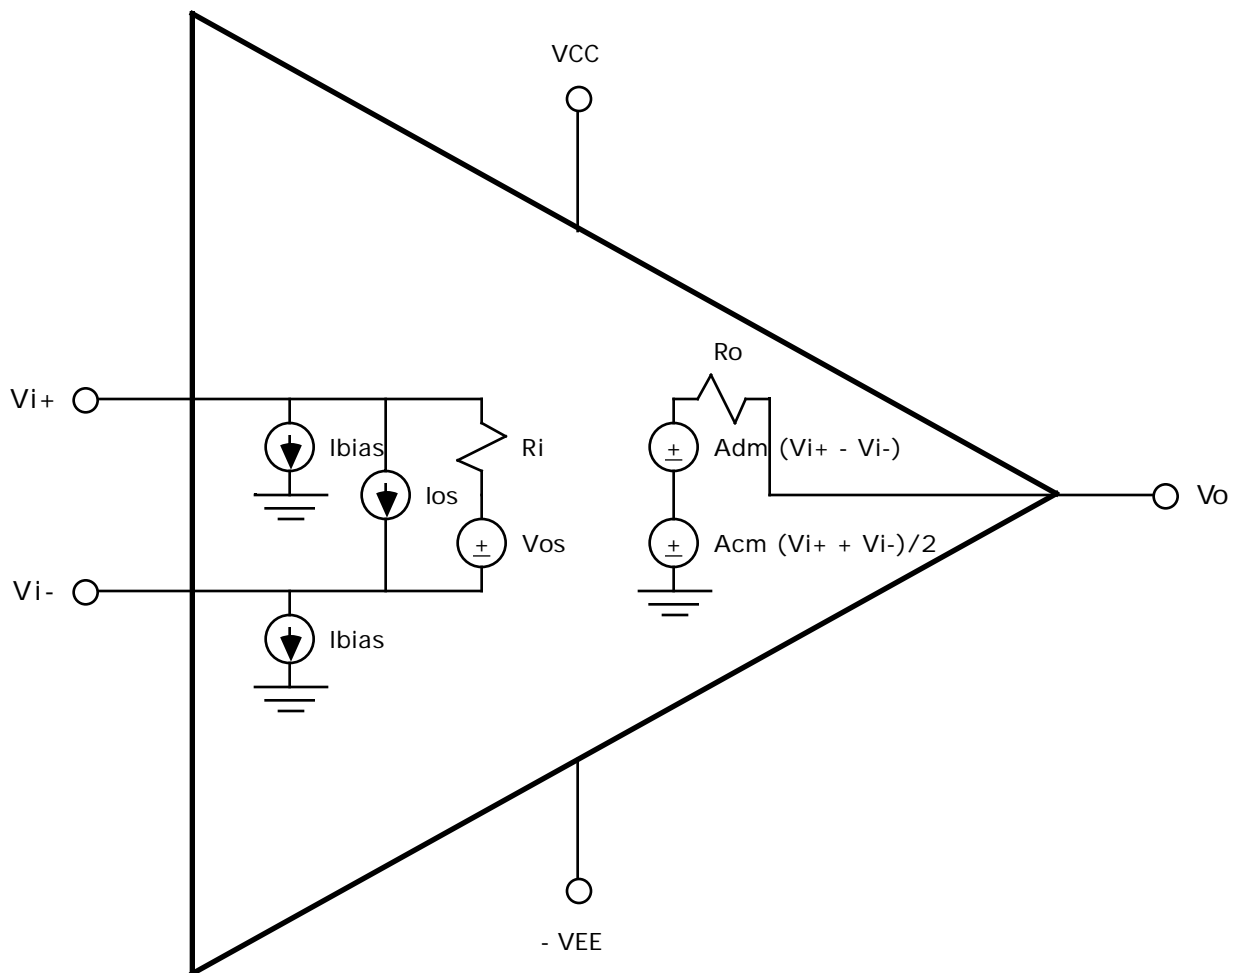 VCC
Ro
Vi+
Ibias
Ri
Adm (Vi+ - Vi-)
Ios
Vo
Vos
Acm (Vi+ + Vi-)/2
Vi-
Ibias
- VEE